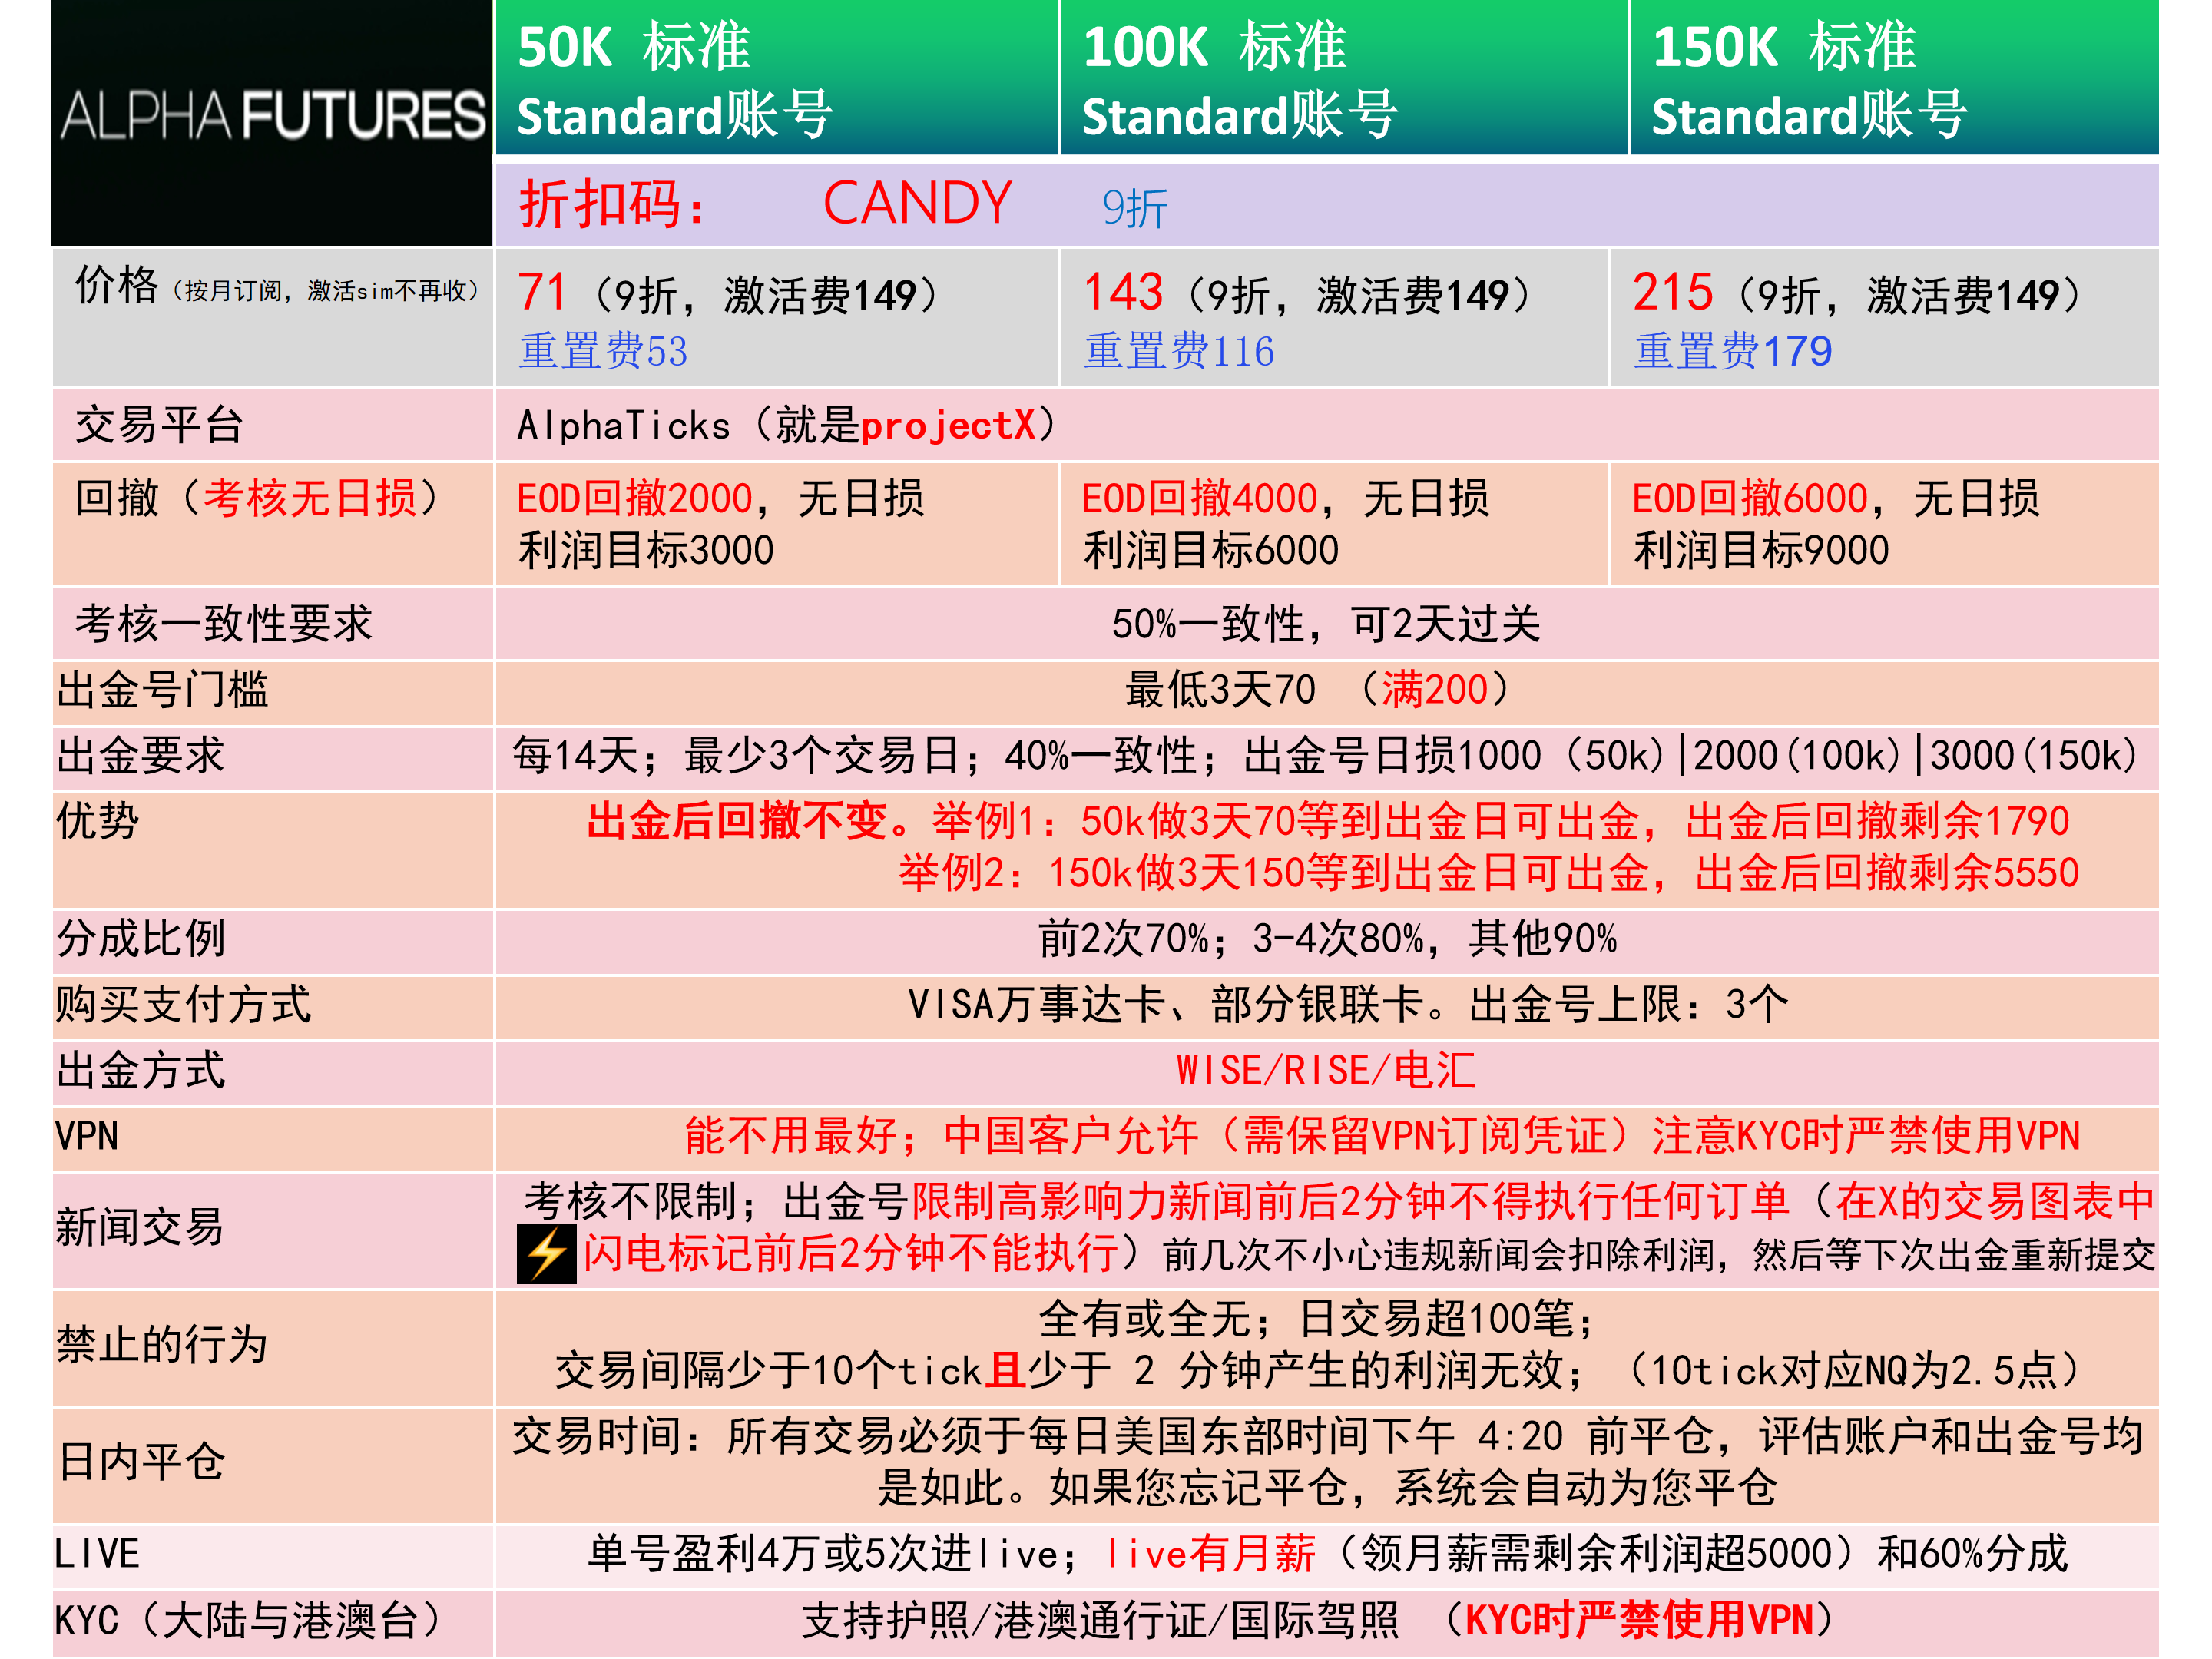 ALPHA FUTURES
50K 标准
Standard账号
100K 标准
Standard账号
150K 标准
Standard账号
折扣码： CANDY 9折
价格（按月订阅，激活sim不再收）
71（9折，激活费149）
重置费53
143（9折，激活费149）
重置费116
215（9折，激活费149）
重置费179
交易平台
AlphaTicks（就是projectX）
回撤（考核无日损）
EOD回撤2000，无日损
利润目标3000
EOD回撤4000，无日损
利润目标6000
EOD回撤6000，无日损
利润目标9000
考核一致性要求
50%一致性，可2天过关
出金号门槛
最低3天70 （满200）
出金要求
每14天；最少3个交易日；40%一致性；出金号日损1000（50k)|2000(100k)|3000(150k)
优势
出金后回撤不变。举例1：50k做3天70等到出金日可出金，出金后回撤剩余1790
举例2：150k做3天150等到出金日可出金，出金后回撤剩余5550
分成比例
前2次70%；3-4次80%，其他90%
购买支付方式
VISA万事达卡、部分银联卡。出金号上限：3个
出金方式
WISE/RISE/电汇
VPN
能不用最好；中国客户允许（需保留VPN订阅凭证）注意KYC时严禁使用VPN
新闻交易
考核不限制；出金号限制高影响力新闻前后2分钟不得执行任何订单（在X的交易图表中
⚡闪电标记前后2分钟不能执行）前几次不小心违规新闻会扣除利润，然后等下次出金重新提交
禁止的行为
全有或全无；日交易超100笔；
交易间隔少于10个tick且少于 2 分钟产生的利润无效；（10tick对应NQ为2.5点）
日内平仓
交易时间：所有交易必须于每日美国东部时间下午 4:20 前平仓，评估账户和出金号均
是如此。如果您忘记平仓，系统会自动为您平仓
LIVE
单号盈利4万或5次进live；live有月薪（领月薪需剩余利润超5000）和60%分成
KYC（大陆与港澳台）
支持护照/港澳通行证/国际驾照 （KYC时严禁使用VPN）